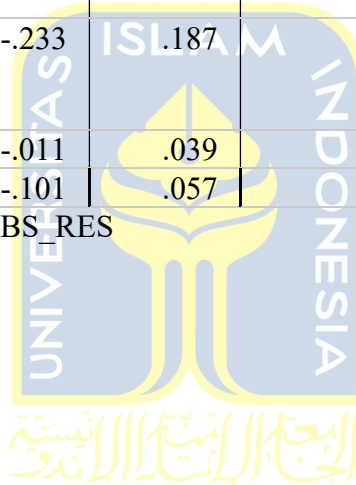 -.233 .187
-.011 .039
-.101 .057
BS_RES
UNIVERSITAS ISLAM INDONESIA